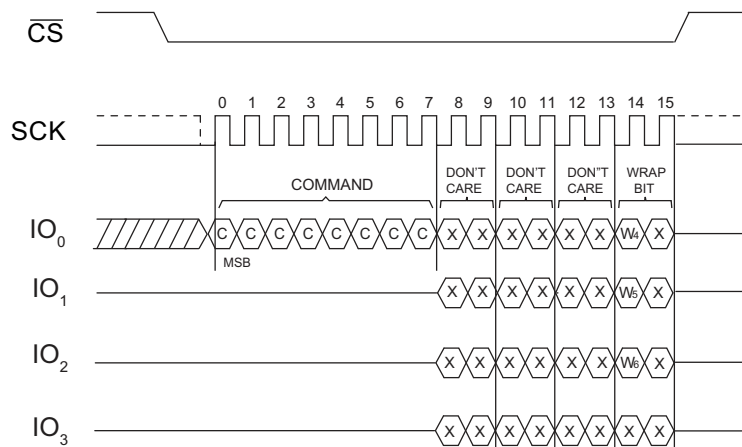 CS
0 1 2 3 4 5 6 7 8 9 10 11 12 13 14 15
SCK
COMMAND
DON'T CARE
DON'T CARE
DON"T CARE
WRAP BIT
IO0 C C C C C C C C X X X X X X W4 X
MSB
IO1 X X X X X X W5 X
IO2 X X X X X X W6 X
IO3 X X X X X X X X